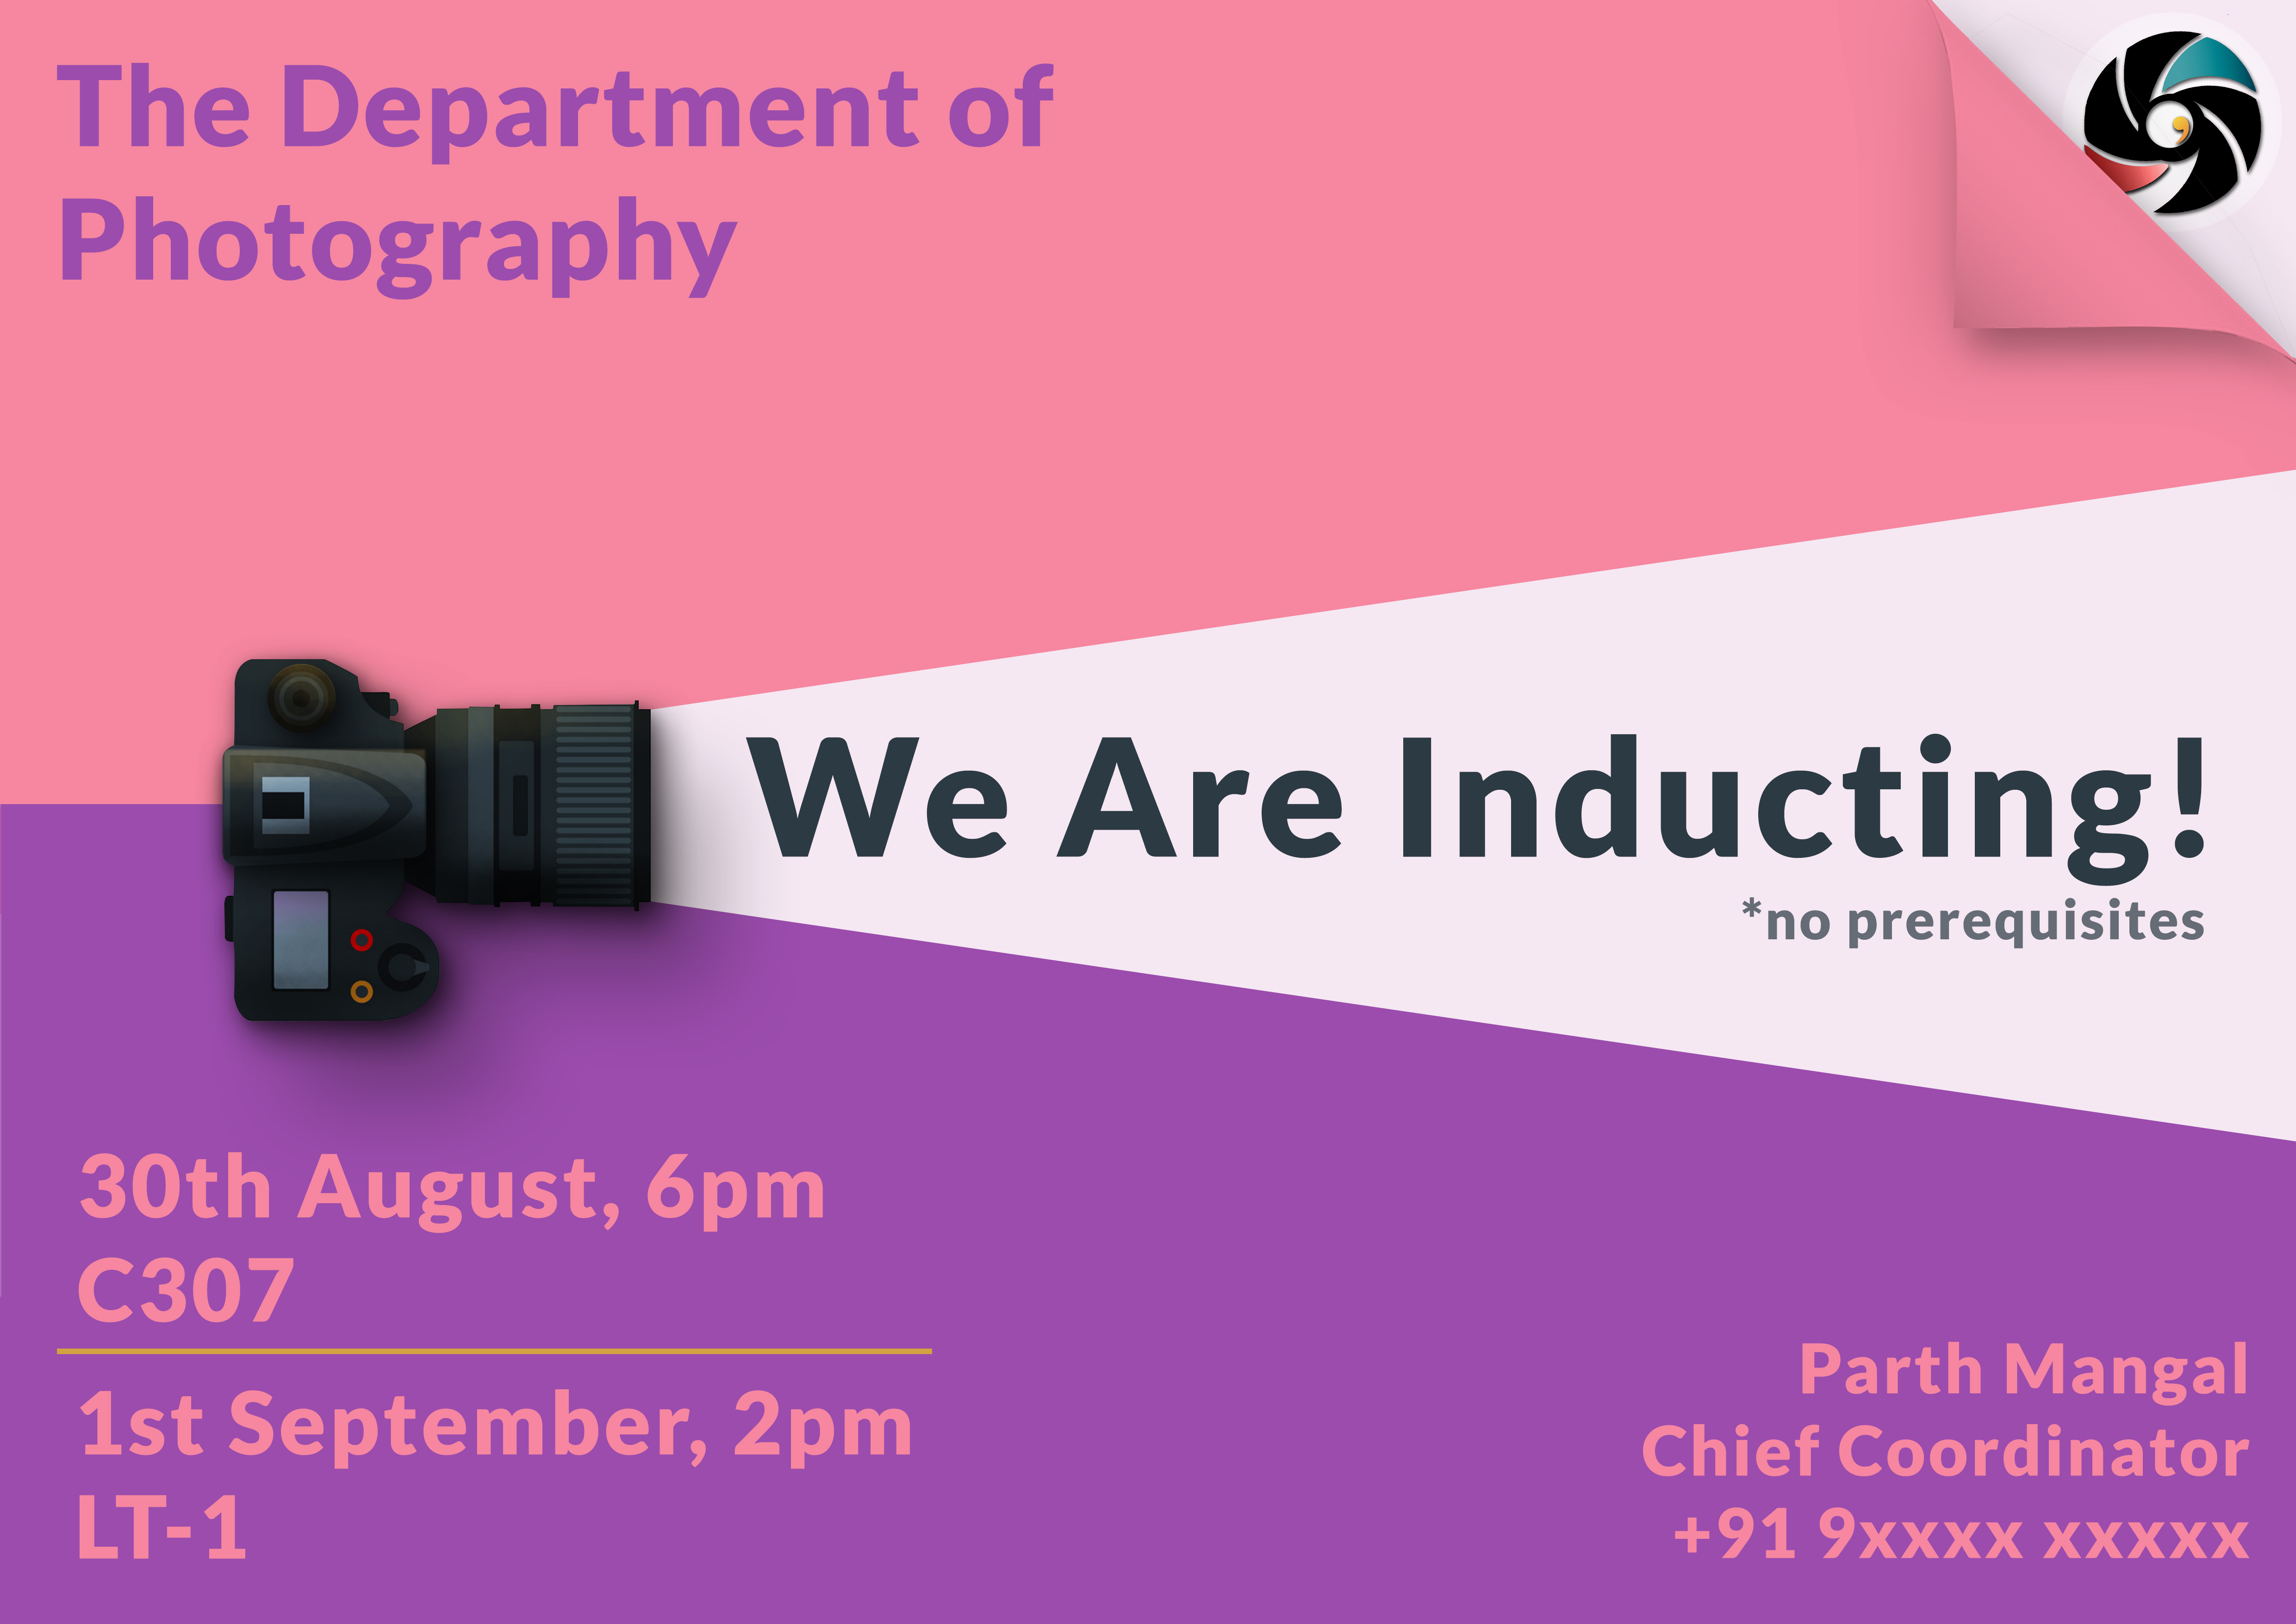 The Department of
Photography
We Are Inducting!
*no prerequisites
30th August, 6pm
C307
1st September, 2pm
LT-1
Parth Mangal
Chief Coordinator
+91 9xxxx xxxxx